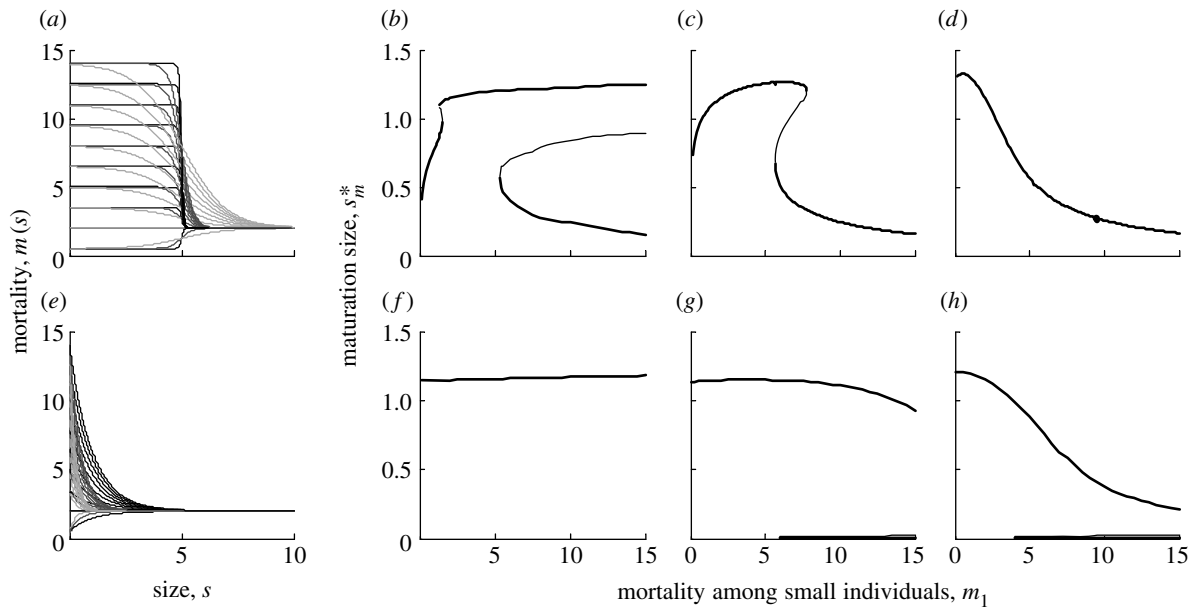 (a) (b) (c) (d)
15
10
5
0
mortality, m(s)
maturation size, s*m
1.5
1.0
0.5
0
(e) (f) (g) (h)
15
10
5
0
1.5
1.0
1.5
0
0 5 10
0 5 10 15
0 5 10 15
0 5 10 15
size, s
mortality among small individuals, m1